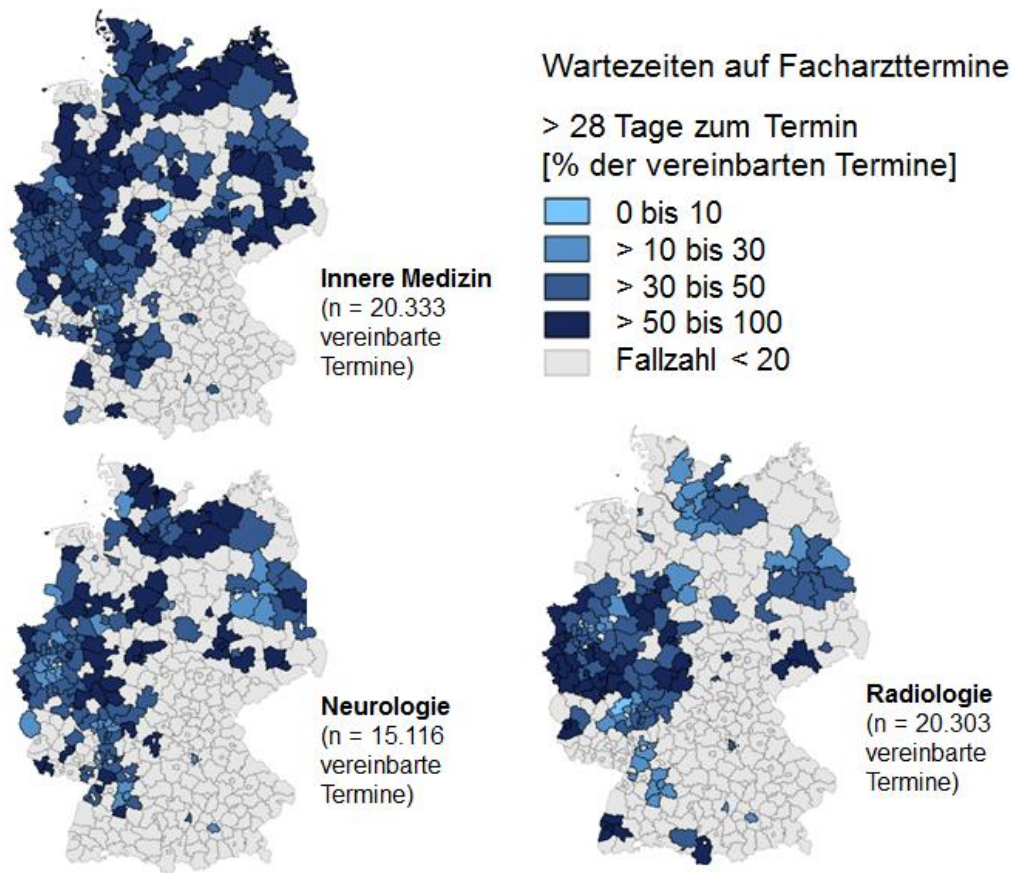 Wartezeiten auf Facharzttermine
> 28 Tage zum Termin
[% der vereinbarten Termine]
0 bis 10
> 10 bis 30
> 30 bis 50
> 50 bis 100
Fallzahl < 20
Innere Medizin
(n = 20.333
vereinbarte
Termine)
Neurologie
(n = 15.116
vereinbarte
Termine)
Radiologie
(n = 20.303
vereinbarte
Termine)